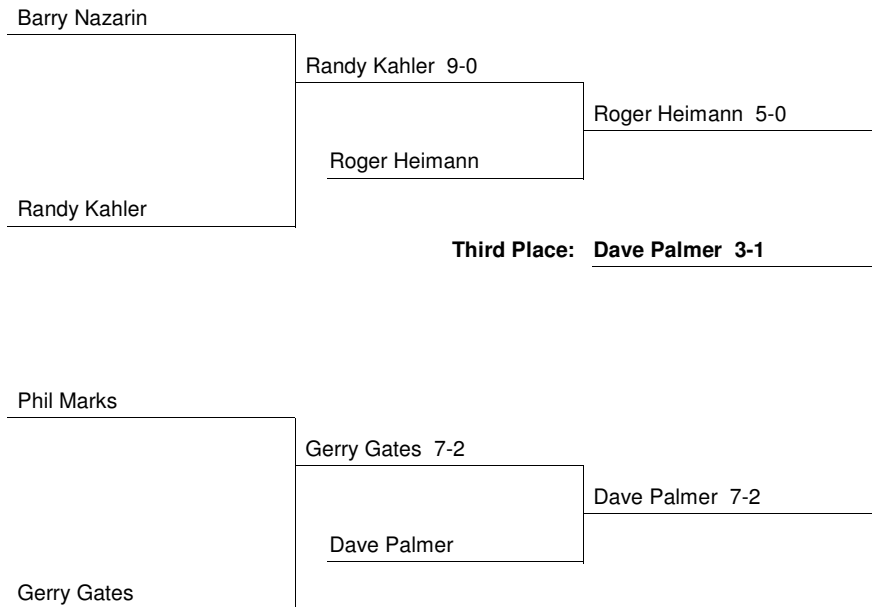 Barry Nazarin
Randy Kahler 9-0
Roger Heimann 5-0
Roger Heimann
Randy Kahler
Third Place: Dave Palmer 3-1
Phil Marks
Gerry Gates 7-2
Dave Palmer 7-2
Dave Palmer
Gerry Gates